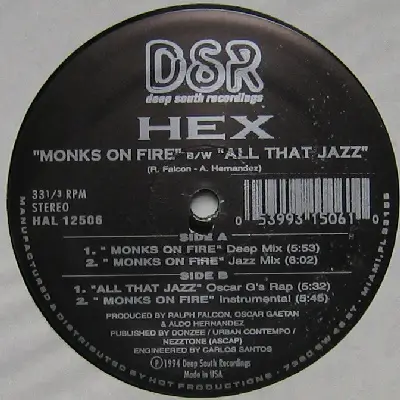 DSR
deep south recordings
HEX
"MONKS ON FIRE" B/W "ALL THAT JAZZ"
(R. Falcon - A. Hernandez)
331/3 RPM
STEREO
HAL 12506
0 53993 15061 0
SIDE A
1. " MONKS ON FIRE" Deep Mix (5:53)
2. " MONKS ON FIRE" Jazz Mix (6:02)
SIDE B
1. "ALL THAT JAZZ" Oscar G's Rap (5:32)
2. " MONKS ON FIRE" Instrumental (5:45)
PRODUCED BY RALPH FALCON, OSCAR GAETAN
& ALDO HERNANDEZ
PUBLISHED BY DONZEE / URBAN CONTEMPO /
NEZZTONE (ASCAP)
ENGINEERED BY CARLOS SANTOS
Ⓟ 1994 Deep South Recordings
Made in USA
MANUFACTURED & DISTRIBUTED BY HOT PRODUCTIONS - MIAMI, FL